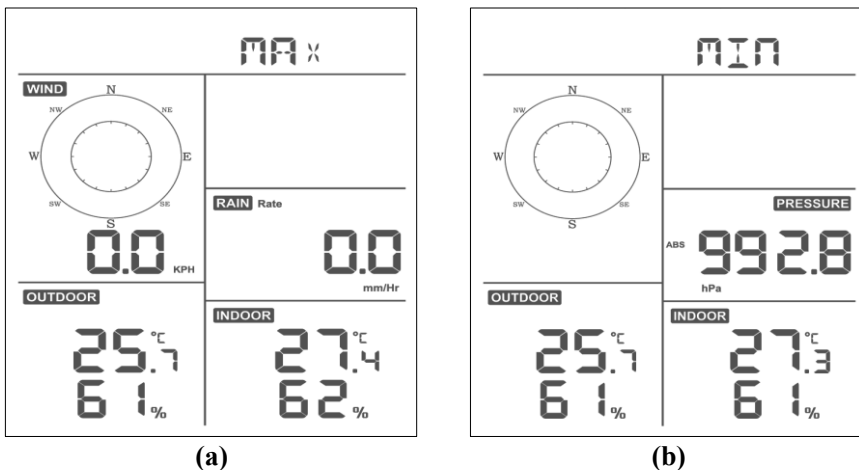 MAX
WIND
N
NW NE
W E
SW SE
S
0.0 KPH
RAIN Rate
0.0
mm/Hr
OUTDOOR
25.7 °C
61%
INDOOR
27.4 °C
62%
(a)
MIN
N
NW NE
W E
SW SE
S
PRESSURE
ABS 992.8
hPa
OUTDOOR
25.7 °C
61%
INDOOR
27.3 °C
61%
(b)